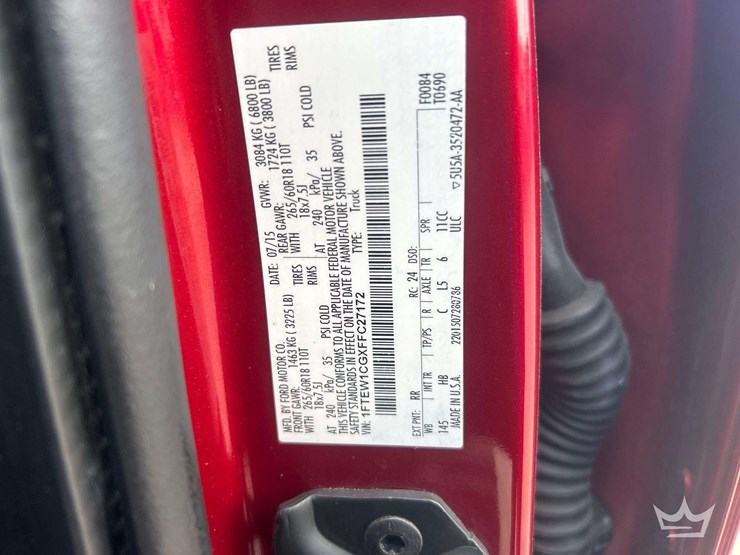 MFD. BY FORD MOTOR CO.
DATE: 07/15 GVWR: 3084 KG ( 6800 LB)
FRONT GAWR: 1463 KG ( 3225 LB) REAR GAWR: 1724 KG ( 3800 LB)
WITH 265/60R18 110T TIRES WITH 265/60R18 110T TIRES
18x7.5J RIMS 18x7.5J RIMS
AT 240 kPa/ 35 PSI COLD AT 240 kPa/ 35 PSI COLD
THIS VEHICLE CONFORMS TO ALL APPLICABLE FEDERAL MOTOR VEHICLE
SAFETY STANDARDS IN EFFECT ON THE DATE OF MANUFACTURE SHOWN ABOVE.
VIN: 1FTEW1CGXFFC27172 TYPE: Truck
F0084
T0690
EXT PNT: RR RC: 24 DSO:
WB INT TR TP/PS R AXLE TR SPR
145 HB C L5 6 11CC
MADE IN U.S.A. 2201507280736 ULC
5U5A-3520472-AA